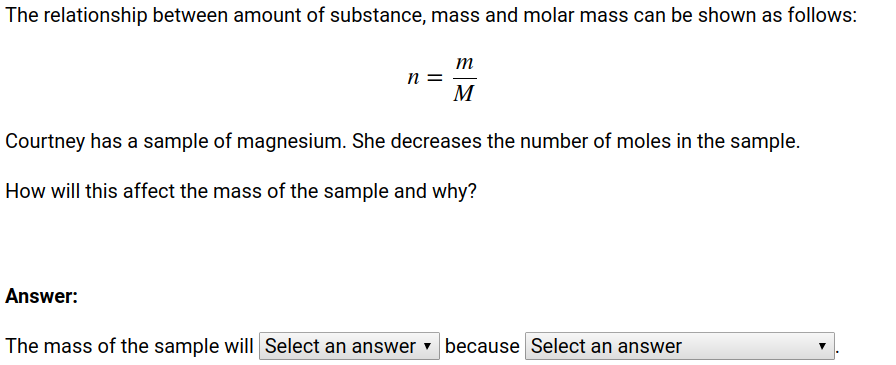 The relationship between amount of substance, mass and molar mass can be shown as follows:
n = m/M
Courtney has a sample of magnesium. She decreases the number of moles in the sample.
How will this affect the mass of the sample and why?
Answer:
The mass of the sample will Select an answer ▾ because Select an answer ▾.